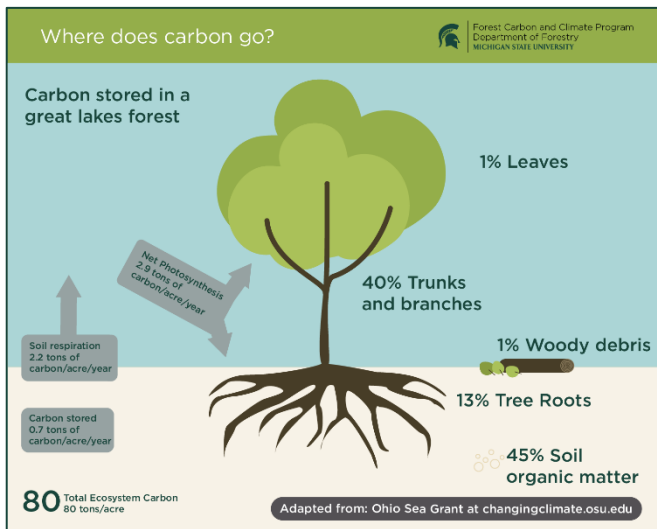 Where does carbon go?
Forest Carbon and Climate Program
Department of Forestry
MICHIGAN STATE UNIVERSITY
Carbon stored in a
great lakes forest
1% Leaves
Net Photosynthesis
2.9 tons of
carbon/acre/year
40% Trunks
and branches
Soil respiration
2.2 tons of
carbon/acre/year
1% Woody debris
13% Tree Roots
Carbon stored
0.7 tons of
carbon/acre/year
45% Soil
organic matter
80 Total Ecosystem Carbon
80 tons/acre
Adapted from: Ohio Sea Grant at changingclimate.osu.edu